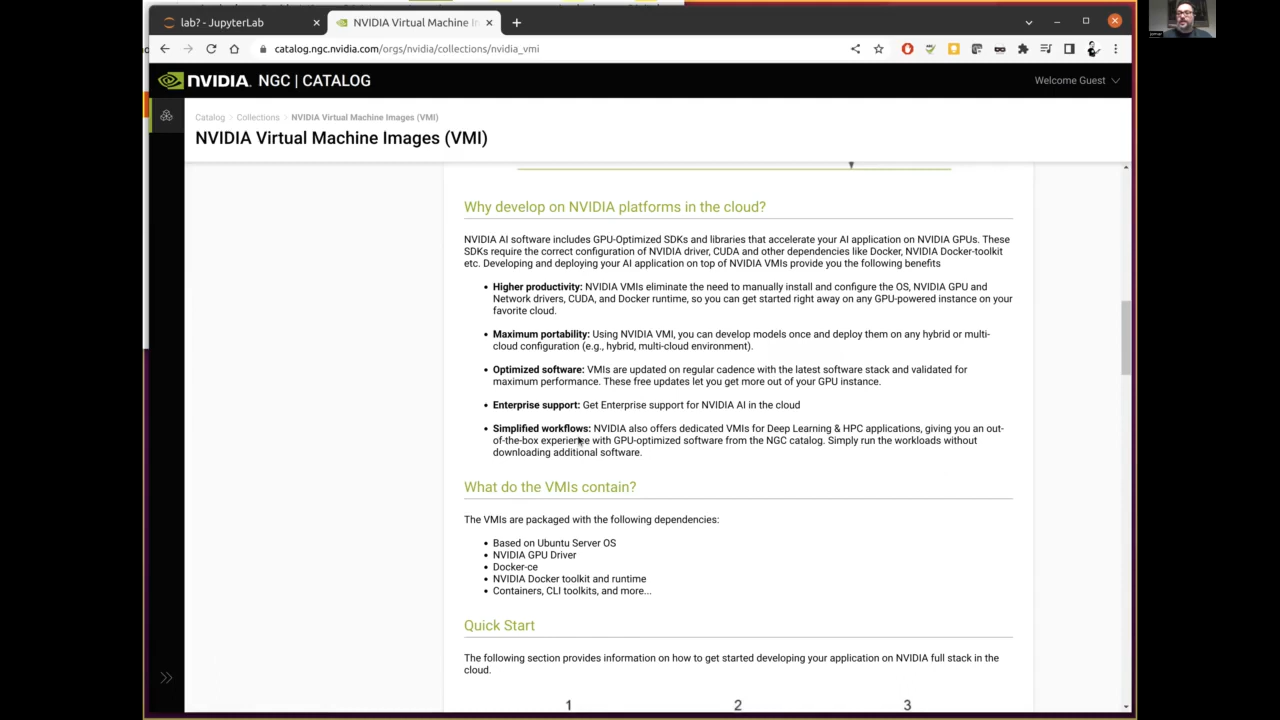 lab? - JupyterLab
NVIDIA Virtual Machine I
catalog.ngc.nvidia.com/orgs/nvidia/collections/nvidia_vmi
NVIDIA. NGC | CATALOG
Welcome Guest
Catalog > Collections > NVIDIA Virtual Machine Images (VMI)
NVIDIA Virtual Machine Images (VMI)
Why develop on NVIDIA platforms in the cloud?
NVIDIA AI software includes GPU-Optimized SDKs and libraries that accelerate your AI application on NVIDIA GPUs. These
SDKs require the correct configuration of NVIDIA driver, CUDA and other dependencies like Docker, NVIDIA Docker-toolkit
etc. Developing and deploying your AI application on top of NVIDIA VMIs provide you the following benefits
• Higher productivity: NVIDIA VMIs eliminate the need to manually install and configure the OS, NVIDIA GPU and
Network drivers, CUDA, and Docker runtime, so you can get started right away on any GPU-powered instance on your
favorite cloud.
• Maximum portability: Using NVIDIA VMI, you can develop models once and deploy them on any hybrid or multi-
cloud configuration (e.g., hybrid, multi-cloud environment).
• Optimized software: VMIs are updated on regular cadence with the latest software stack and validated for
maximum performance. These free updates let you get more out of your GPU instance.
• Enterprise support: Get Enterprise support for NVIDIA AI in the cloud
• Simplified workflows: NVIDIA also offers dedicated VMIs for Deep Learning & HPC applications, giving you an out-
of-the-box experience with GPU-optimized software from the NGC catalog. Simply run the workloads without
downloading additional software.
What do the VMIs contain?
The VMIs are packaged with the following dependencies:
• Based on Ubuntu Server OS
• NVIDIA GPU Driver
• Docker-ce
• NVIDIA Docker toolkit and runtime
• Containers, CLI toolkits, and more...
Quick Start
The following section provides information on how to get started developing your application on NVIDIA full stack in the
cloud.
1 2 3